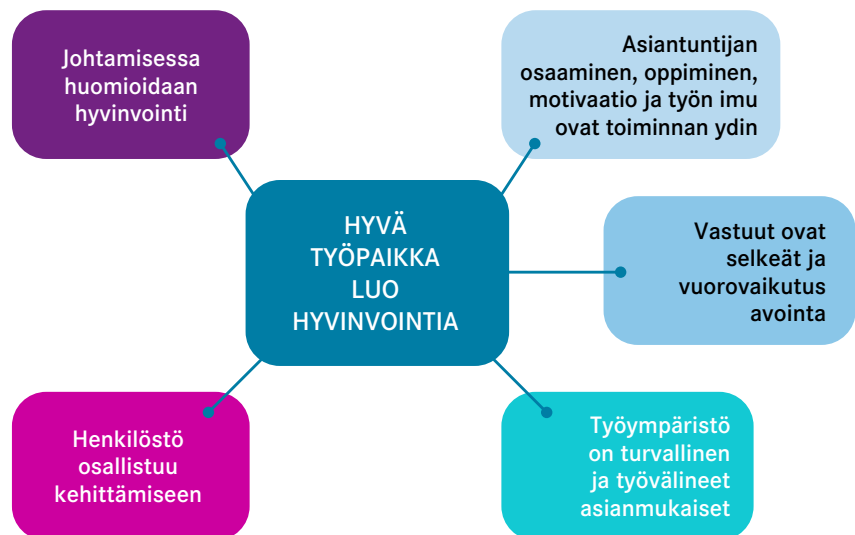 Johtamisessa
huomioidaan
hyvinvointi
Asiantuntijan
osaaminen, oppiminen,
motivaatio ja työn imu
ovat toiminnan ydin
HYVÄ
TYÖPAIKKA
LUO
HYVINVOINTIA
Vastuut ovat
selkeät ja
vuorovaikutus
avointa
Henkilöstö
osallistuu
kehittämiseen
Työympäristö
on turvallinen
ja työvälineet
asianmukaiset